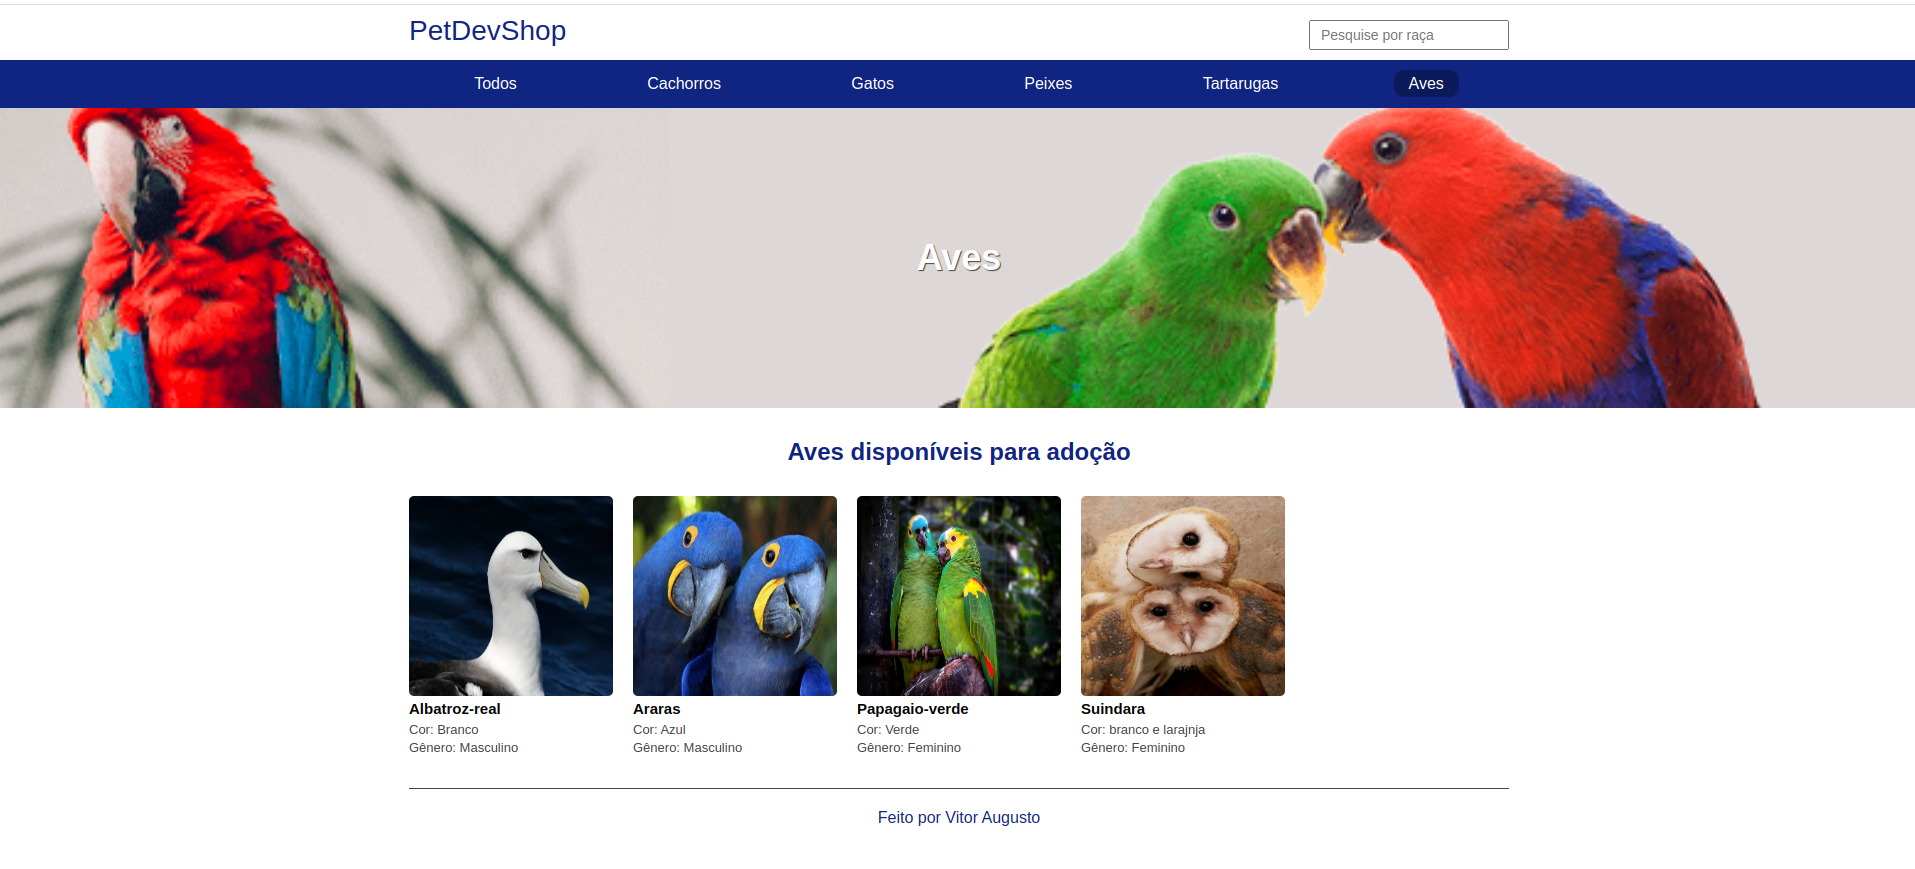 PetDevShop
Pesquise por raça
Todos Cachorros Gatos Peixes Tartarugas Aves
Aves
Aves disponíveis para adoção
Albatroz-real
Cor: Branco
Gênero: Masculino
Araras
Cor: Azul
Gênero: Masculino
Papagaio-verde
Cor: Verde
Gênero: Feminino
Suindara
Cor: branco e larajnja
Gênero: Feminino
Feito por Vitor Augusto